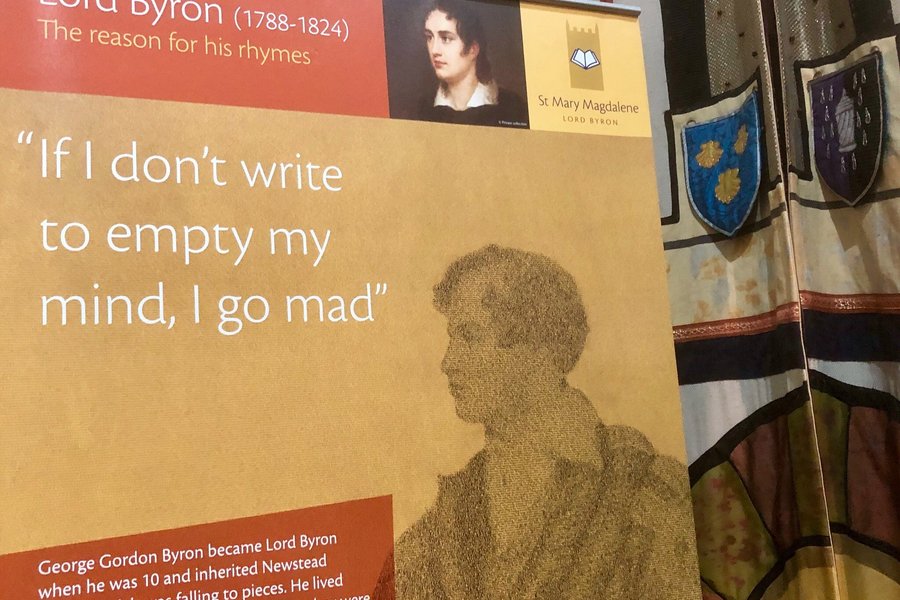 Lord Byron (1788-1824)
The reason for his rhymes
St Mary Magdalene
LORD BYRON
“If I don’t write
to empty my
mind, I go mad”
George Gordon Byron became Lord Byron
when he was 10 and inherited Newstead
falling to pieces. He lived
were